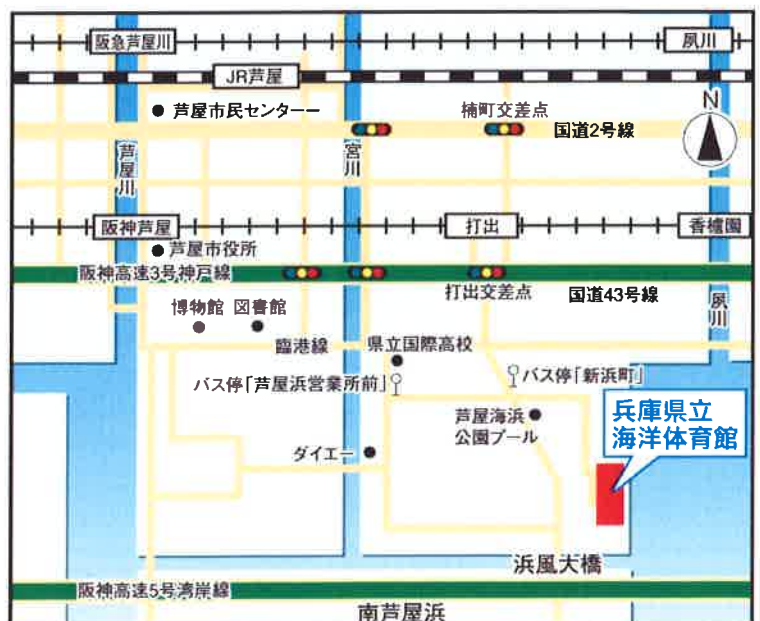 阪急芦屋川
夙川
JR芦屋
芦屋市民センターー
楠町交差点
N
国道2号線
芦屋川
宮川
阪神芦屋
打出
香櫨園
芦屋市役所
阪神高速3号神戸線
打出交差点
国道43号線
夙川
博物館
図書館
臨港線
県立国際高校
バス停「芦屋浜営業所前」
バス停「新浜町」
芦屋海浜
公園プール
兵庫県立
海洋体育館
ダイエー
浜風大橋
阪神高速5号湾岸線
南芦屋浜